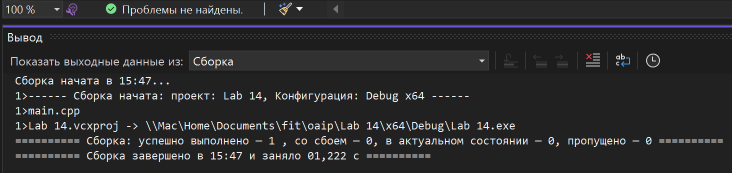 100 %
Проблемы не найдены.
Вывод
Показать выходные данные из: Сборка
Сборка начата в 15:47...
1>------ Сборка начата: проект: Lab 14, Конфигурация: Debug x64 ------
1>main.cpp
1>Lab 14.vcxproj -> \\Mac\Home\Documents\fit\oaip\Lab 14\x64\Debug\Lab 14.exe
========== Сборка: успешно выполнено — 1 , со сбоем — 0, в актуальном состоянии — 0, пропущено — 0 ==========
========== Сборка завершено в 15:47 и заняло 01,222 с ==========